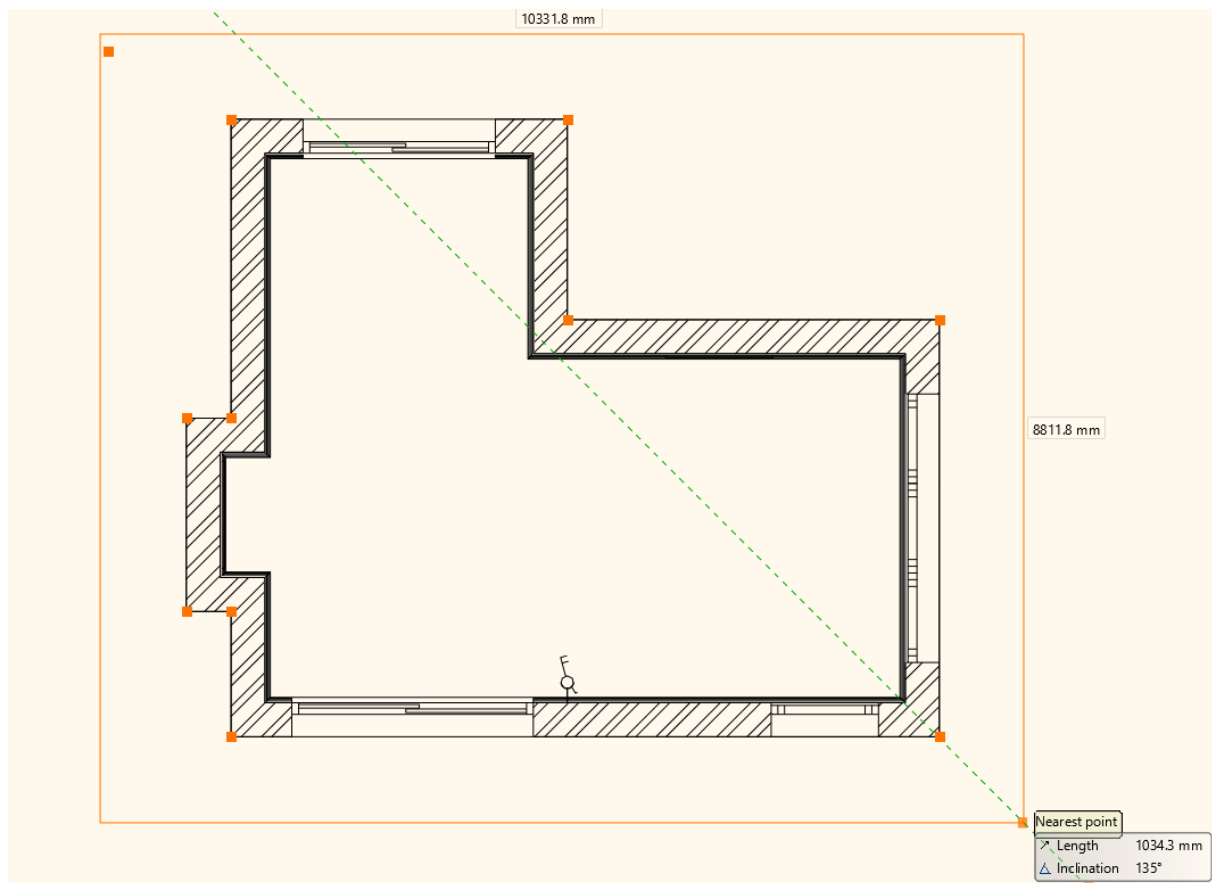 10331.8 mm
8811.8 mm
F
Nearest point
Length 1034.3 mm
Inclination 135°